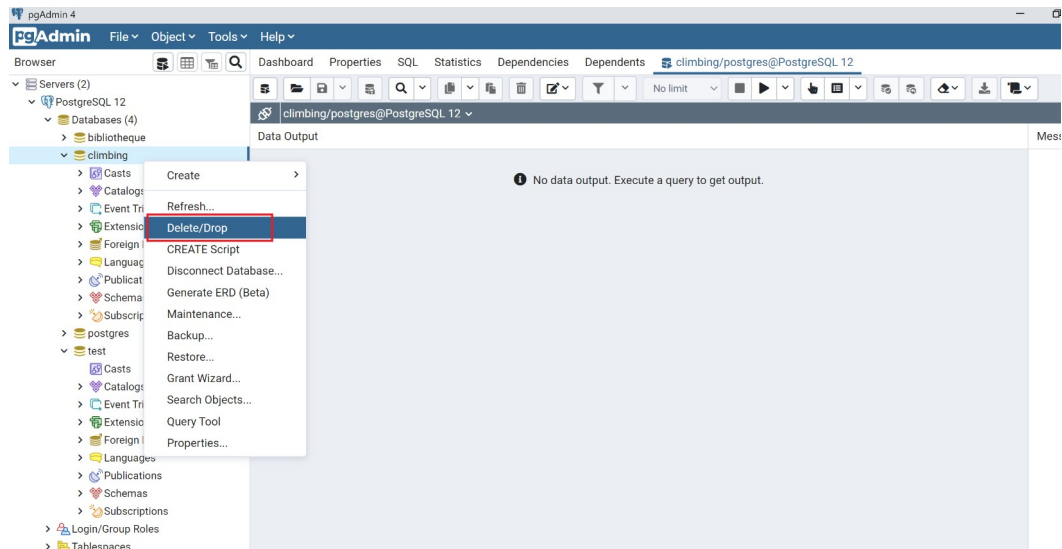 pgAdmin 4
pgAdmin File Object Tools Help
Browser
Dashboard Properties SQL Statistics Dependencies Dependents climbing/postgres@PostgreSQL 12
Servers (2)
PostgreSQL 12
Databases (4)
bibliotheque
climbing
Casts
Catalogs
Event Tri
Extensio
Foreign
Languag
Publicat
Schema
Subscrip
postgres
test
Casts
Catalogs
Event Tri
Extensio
Foreign
Languages
Publications
Schemas
Subscriptions
Login/Group Roles
Tablespaces
Create
Refresh...
Delete/Drop
CREATE Script
Disconnect Database...
Generate ERD (Beta)
Maintenance...
Backup...
Restore...
Grant Wizard...
Search Objects...
Query Tool
Properties...
No limit
climbing/postgres@PostgreSQL 12
Data Output
Mess
No data output. Execute a query to get output.